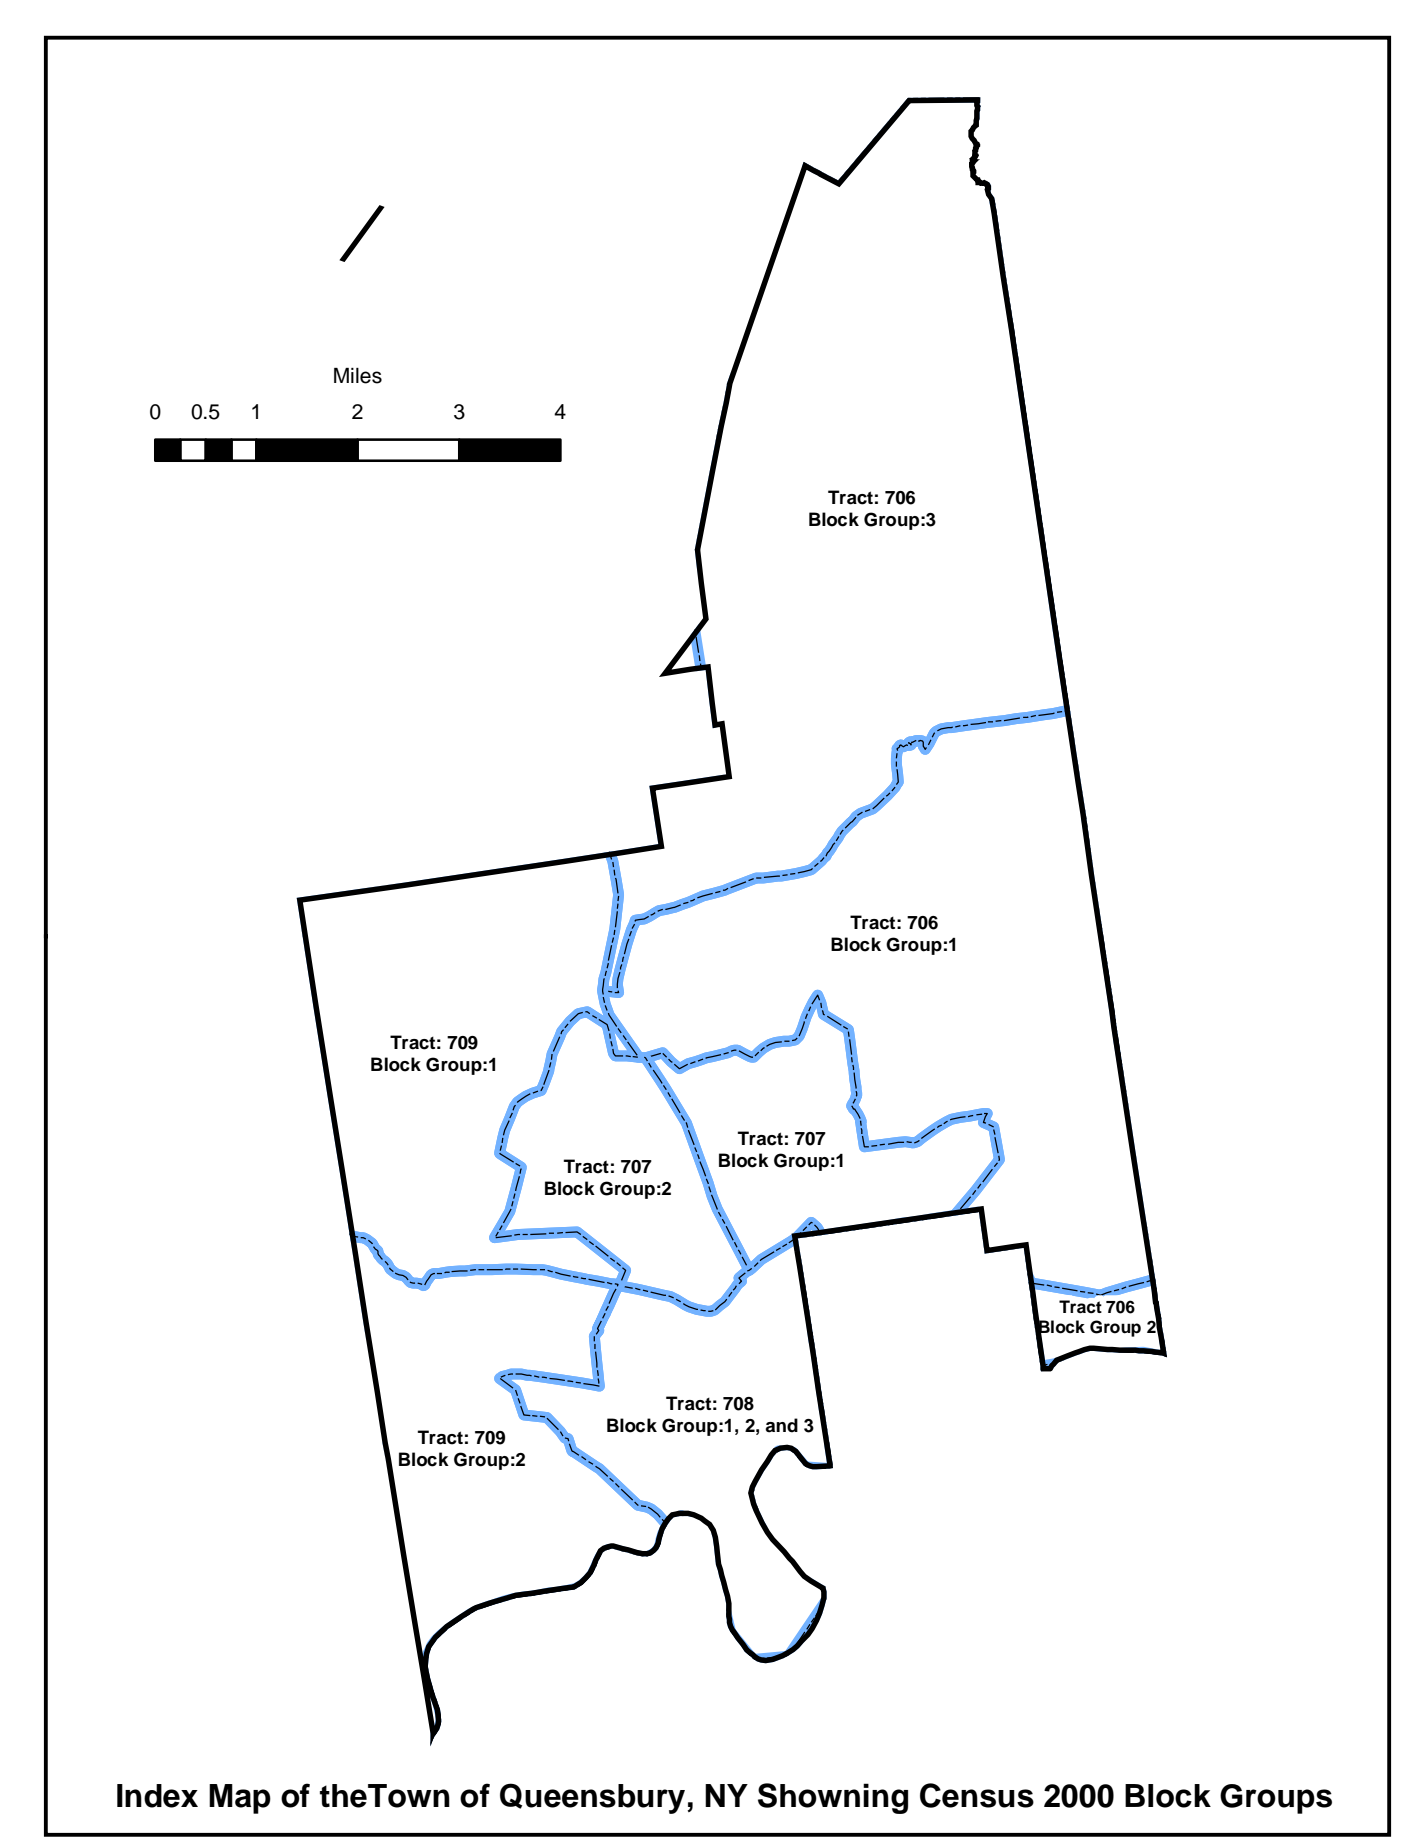 Miles
0 0.5 1 2 3 4
Tract: 706
Block Group:3
Tract: 706
Block Group:1
Tract: 709
Block Group:1
Tract: 707
Block Group:1
Tract: 707
Block Group:2
Tract 706
Block Group 2
Tract: 708
Block Group:1, 2, and 3
Tract: 709
Block Group:2
Index Map of theTown of Queensbury, NY Showning Census 2000 Block Groups